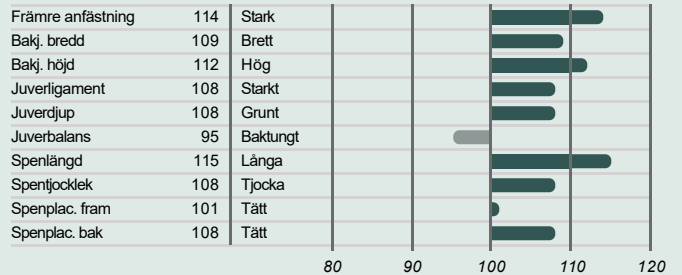 Främre anfästning 114 Stark
Bakj. bredd 109 Brett
Bakj. höjd 112 Hög
Juverligament 108 Starkt
Juverdjup 108 Grunt
Juverbalans 95 Baktungt
Spenlängd 115 Långa
Spentjocklek 108 Tjocka
Spenplac. fram 101 Tätt
Spenplac. bak 108 Tätt
80 90 100 110 120